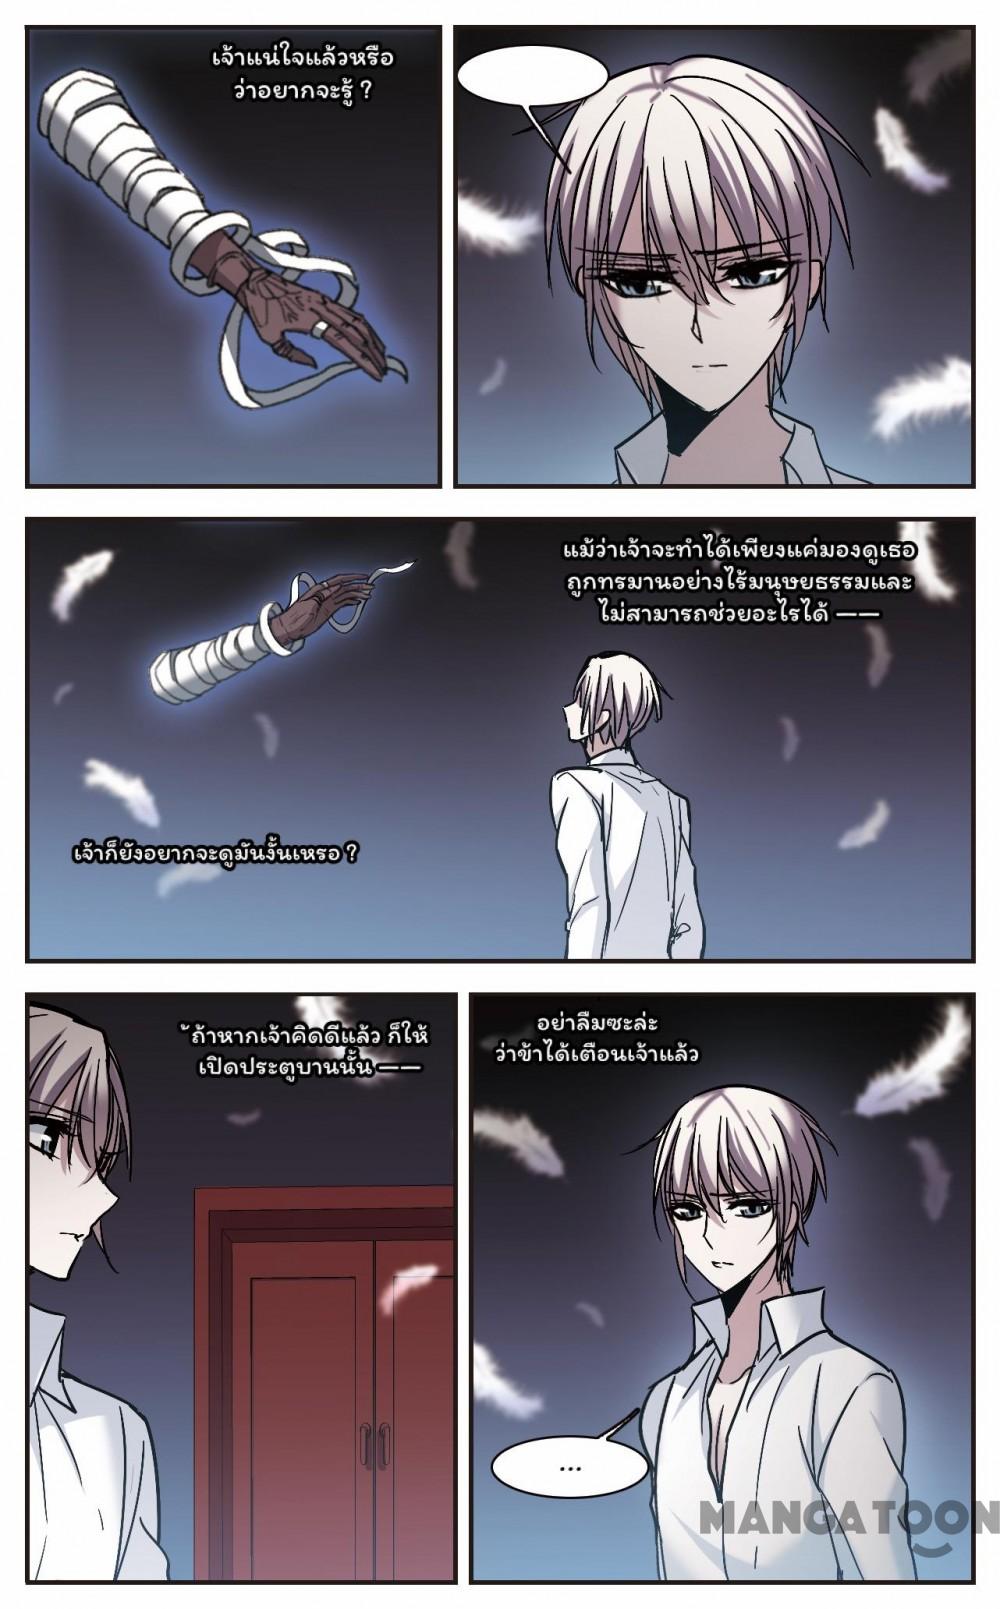 เจ้าแน่ใจแล้วหรือ
ว่าอยากจะรู้ ?
แม้ว่าเจ้าจะทำได้เพียงแค่มองดูเธอ
ถูกทรมานอย่างไร้มนุษยธรรมและ
ไม่สามารถช่วยอะไรได้ ——
เจ้าก็ยังอยากจะดูมันงั้นเหรอ ?
ถ้าหากเจ้าคิดดีแล้ว ก็ให้
เปิดประตูบานนั้น ——
อย่าลืมซะล่ะ
ว่าข้าได้เตือนเจ้าแล้ว
...
MANGATOON